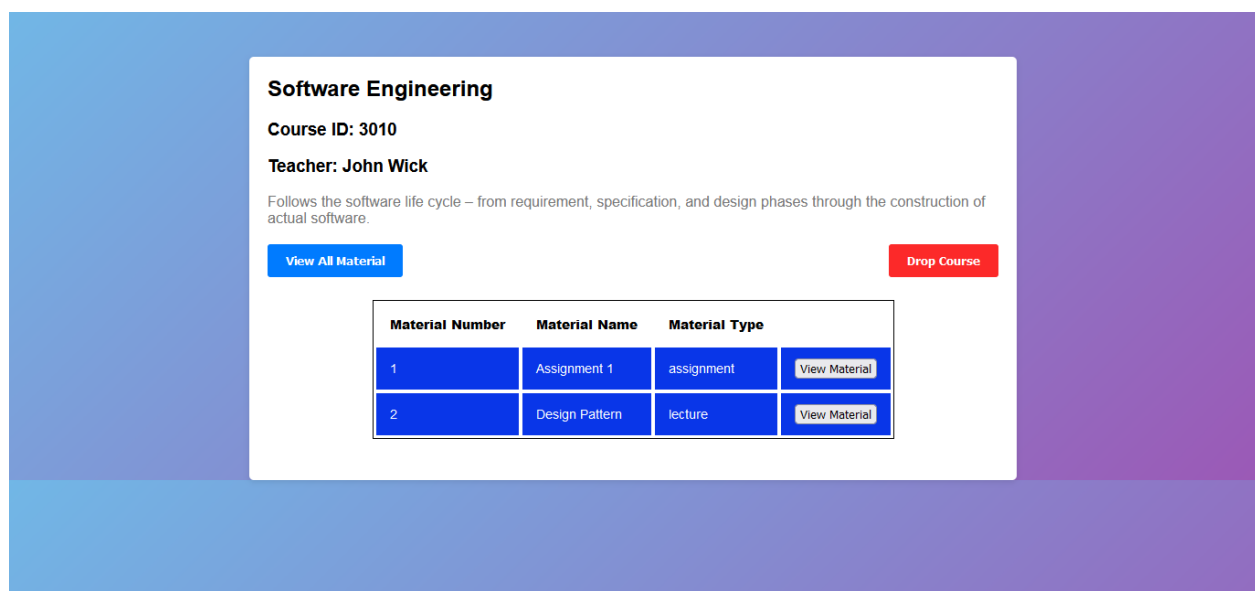 Software Engineering
Course ID: 3010
Teacher: John Wick
Follows the software life cycle – from requirement, specification, and design phases through the construction of
actual software.
View All Material Drop Course
Material Number Material Name Material Type
1 Assignment 1 assignment View Material
2 Design Pattern lecture View Material